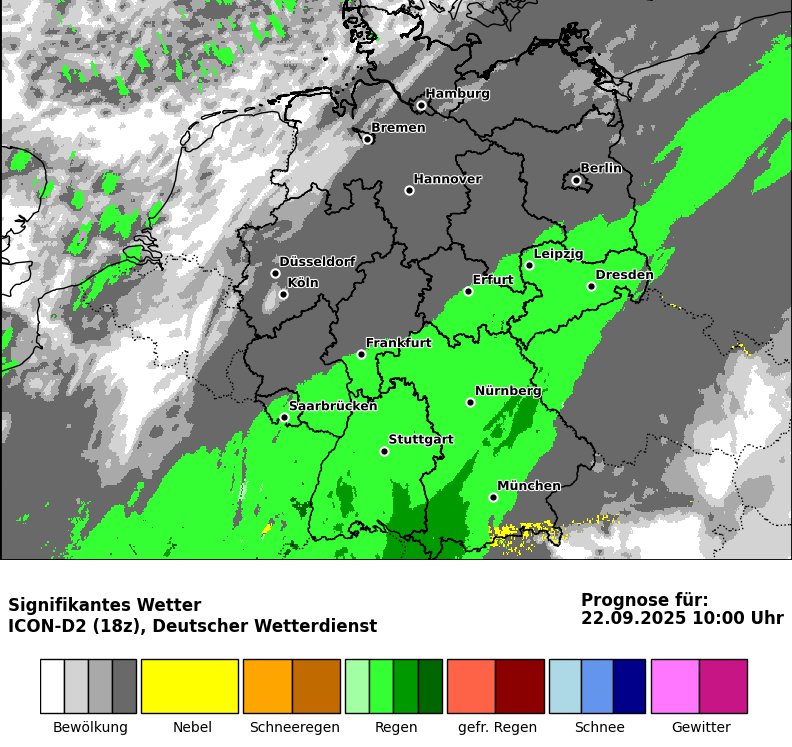 Hamburg
Bremen
Berlin
Hannover
Düsseldorf
Köln
Leipzig
Erfurt
Dresden
Frankfurt
Nürnberg
Saarbrücken
Stuttgart
München
Signifikantes Wetter
ICON-D2 (18z), Deutscher Wetterdienst
Prognose für:
22.09.2025 10:00 Uhr
Bewölkung
Nebel
Schneeregen
Regen
gefr. Regen
Schnee
Gewitter